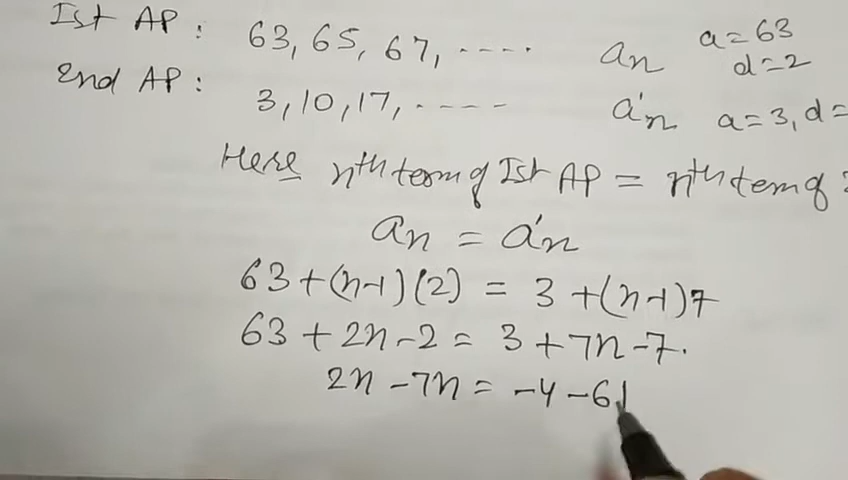 Ist AP: 63, 65, 67, ..... an a=63
d=2
2nd AP: 3, 10, 17, ..... a'n a=3, d=
Here nth term of Ist AP = nth term of
an = a'n
63+(n-1)(2) = 3+(n-1)7
63+2n-2= 3+7n-7.
2n-7n= -4-61